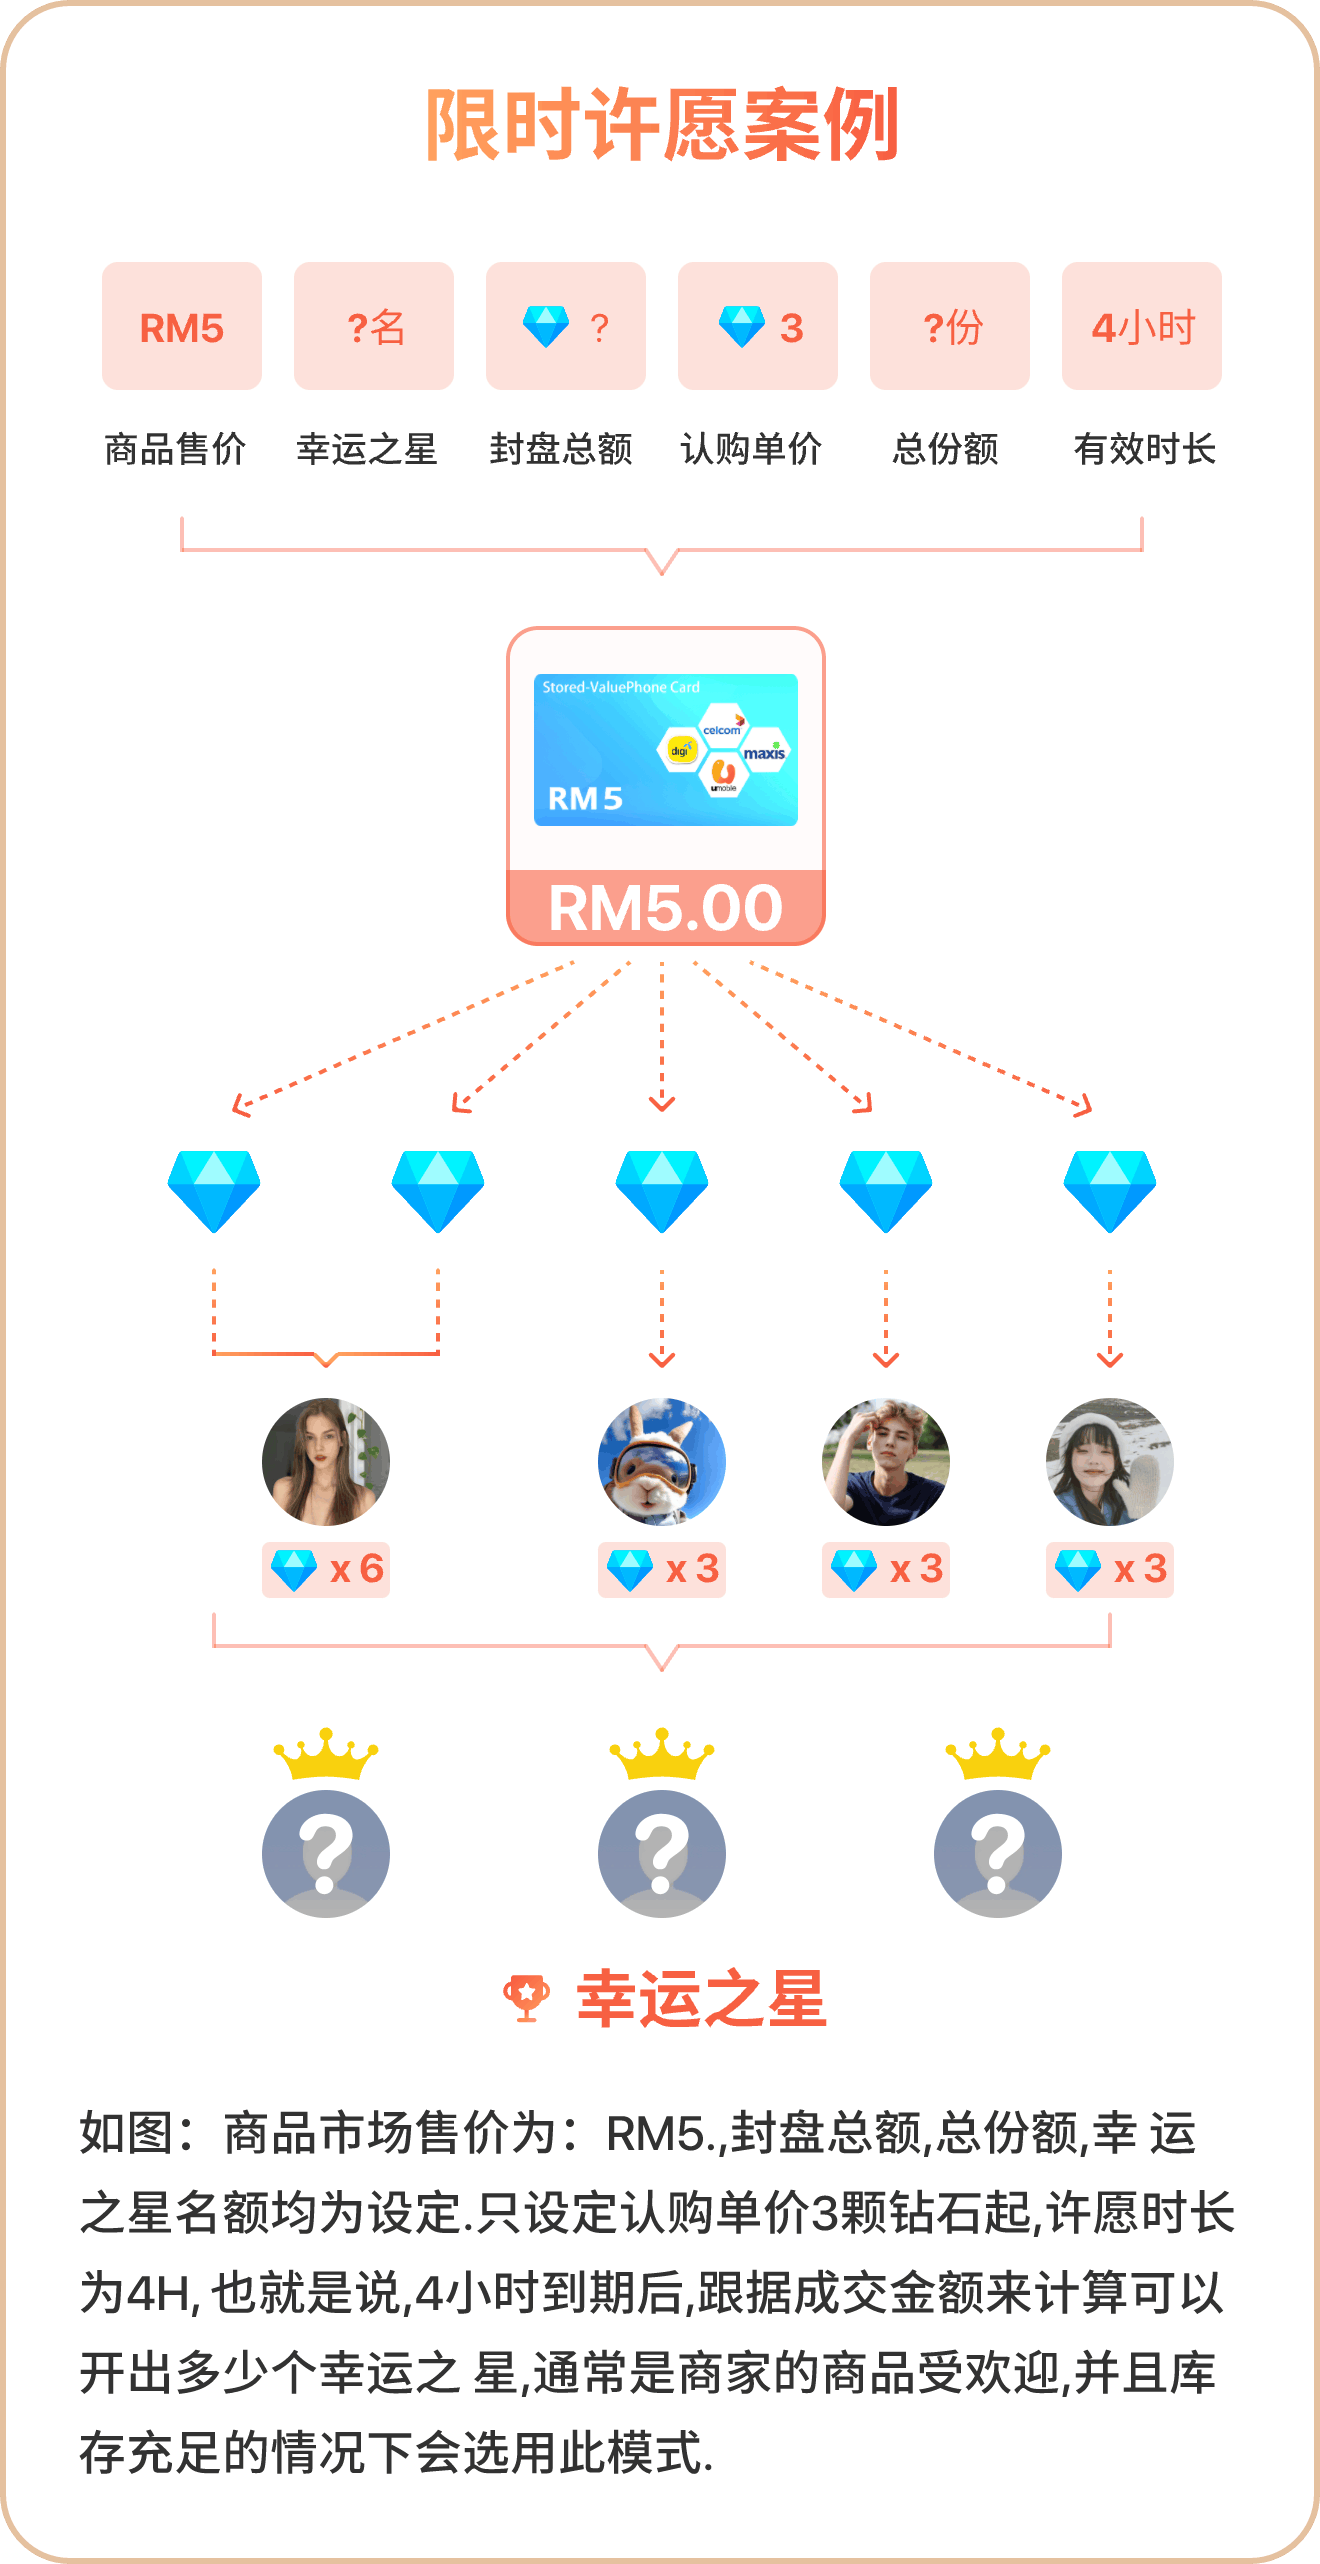 限时许愿案例
RM5 ?名 ? 3 ?份 4小时
商品售价 幸运之星 封盘总额 认购单价 总份额 有效时长
Stored-ValuePhone Card
celcom
digi
maxis
umobile
RM5
RM5.00
x 6 x 3 x 3 x 3
? ? ?
幸运之星
如图：商品市场售价为：RM5.,封盘总额,总份额,幸 运
之星名额均为设定.只设定认购单价3颗钻石起,许愿时长
为4H, 也就是说,4小时到期后,跟据成交金额来计算可以
开出多少个幸运之 星,通常是商家的商品受欢迎,并且库
存充足的情况下会选用此模式.